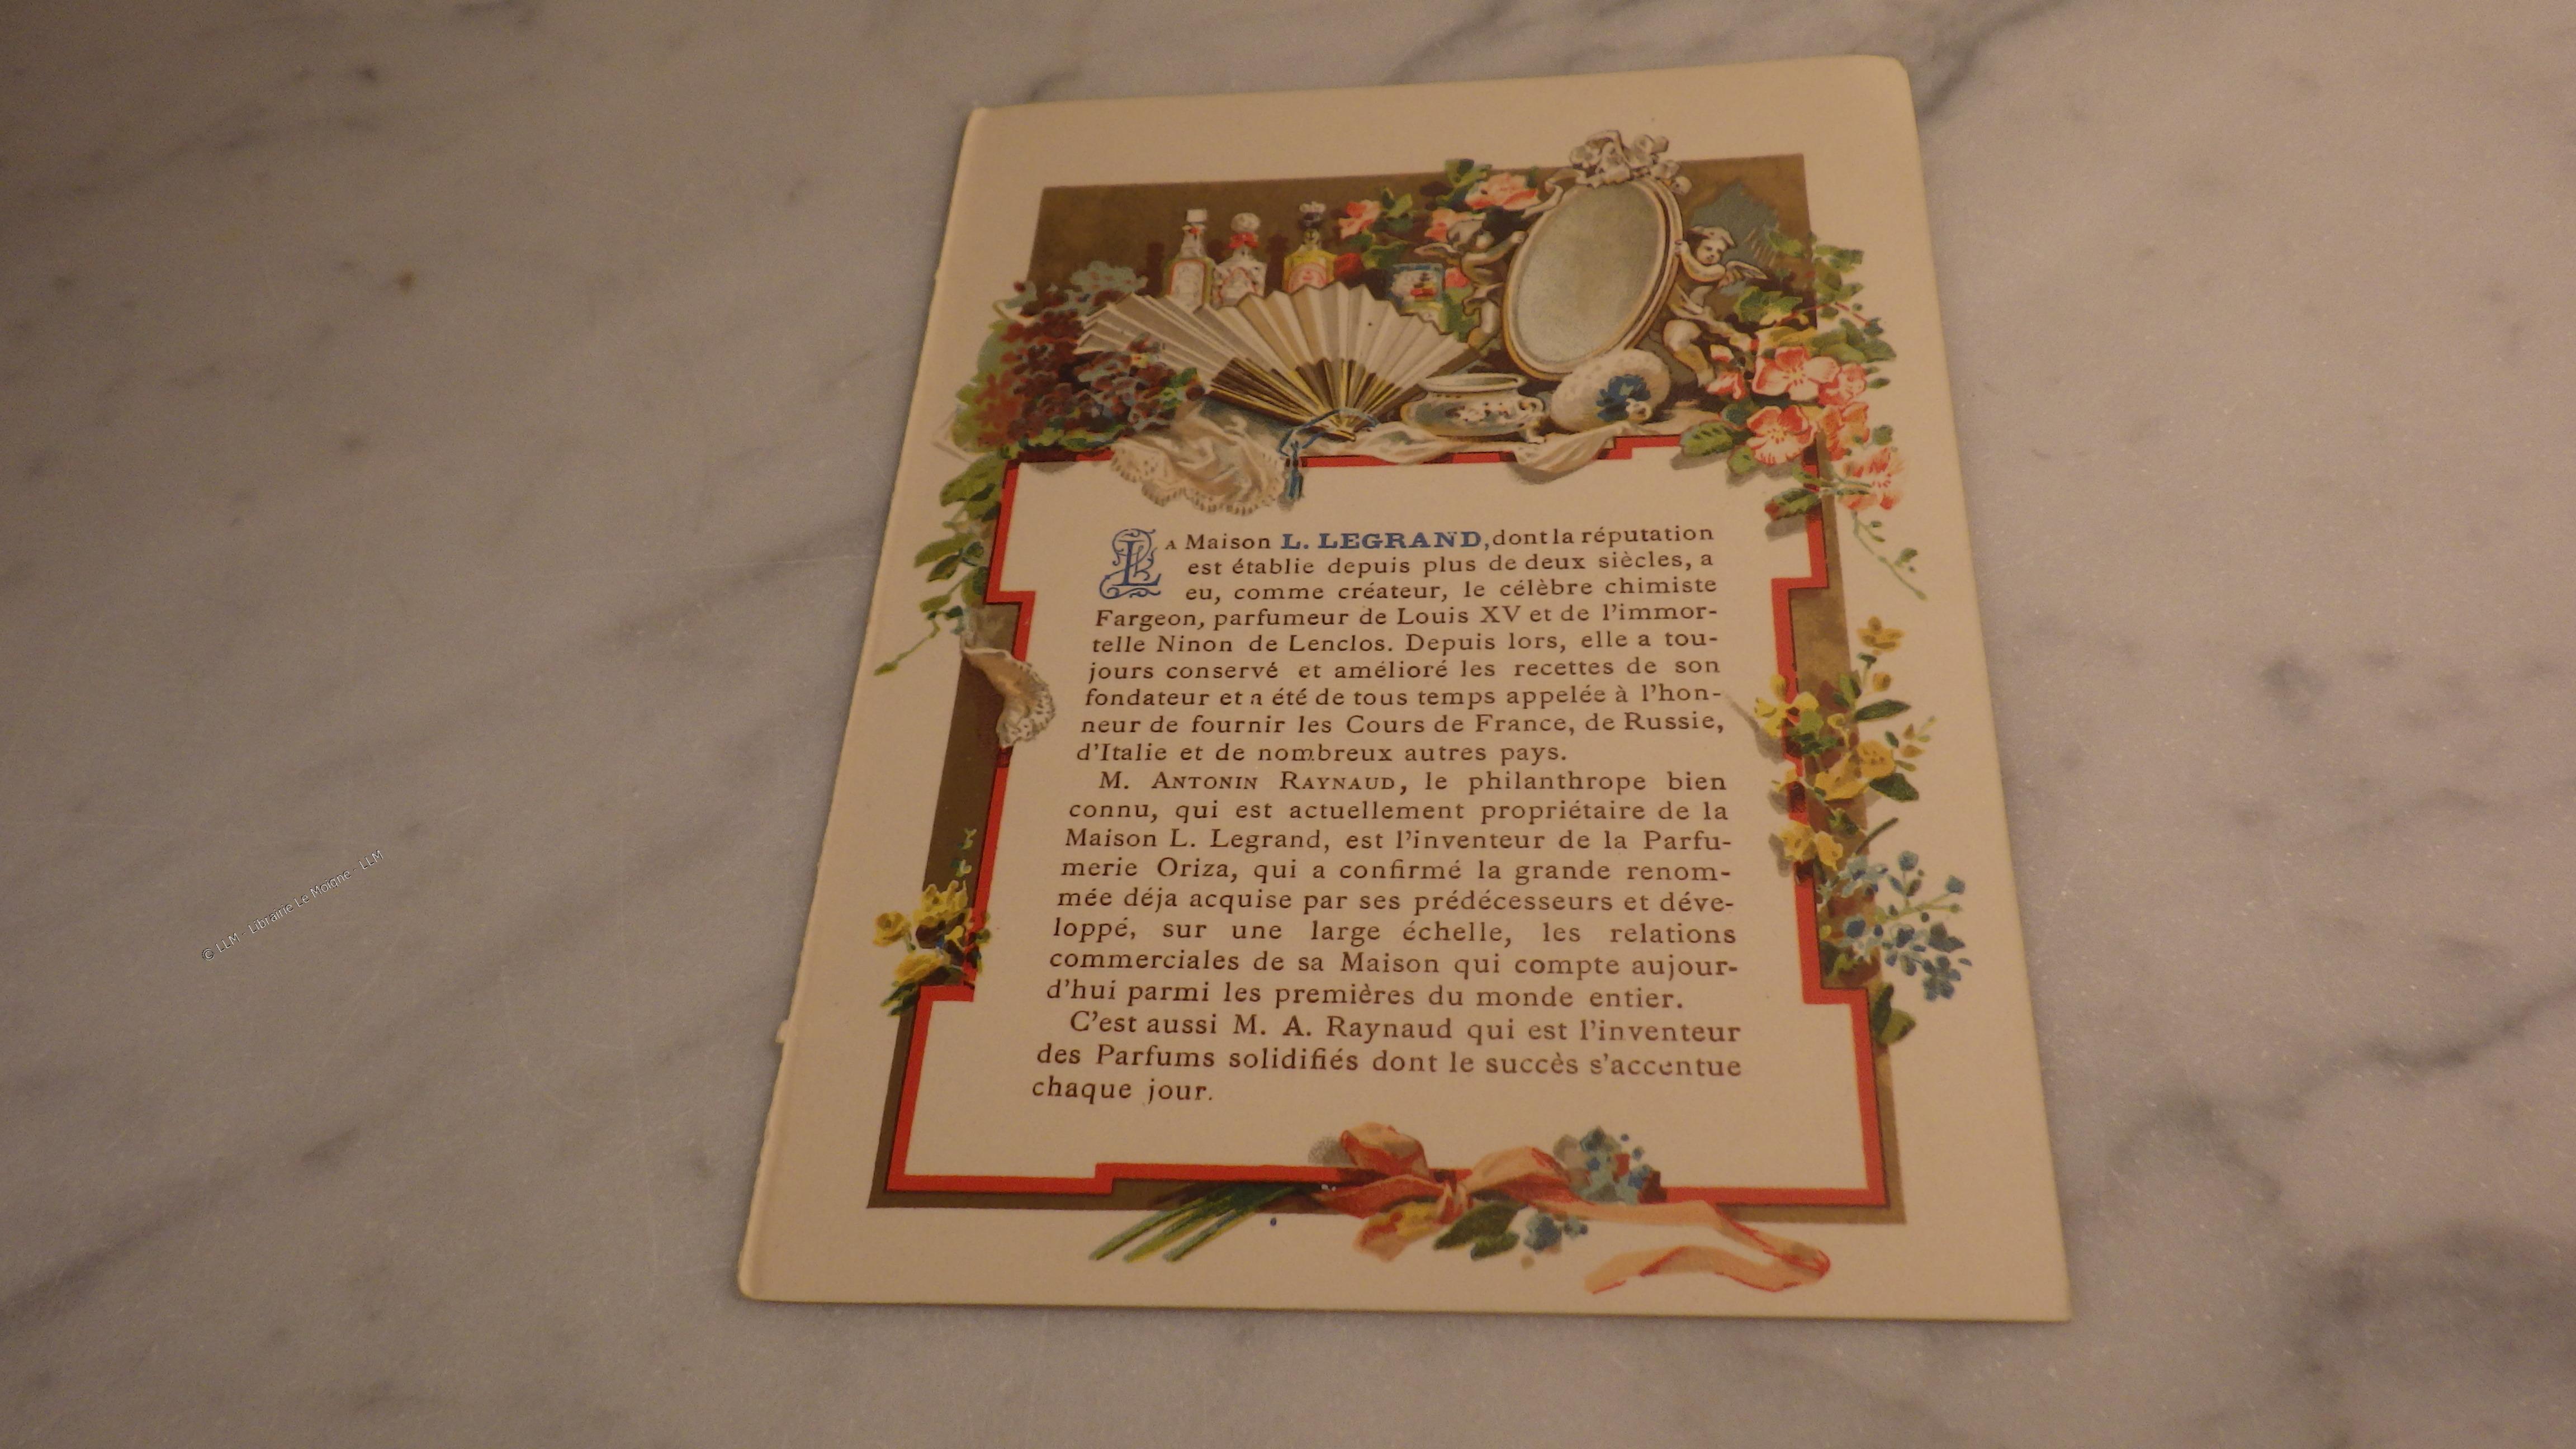 LA Maison L. LEGRAND, dont la réputation
est établie depuis plus de deux siècles, a
eu, comme créateur, le célèbre chimiste
Fargeon, parfumeur de Louis XV et de l'immor-
telle Ninon de Lenclos. Depuis lors, elle a tou-
jours conservé et amélioré les recettes de son
fondateur et a été de tous temps appelée à l'hon-
neur de fournir les Cours de France, de Russie,
d'Italie et de nombreux autres pays.
M. ANTONIN RAYNAUD, le philanthrope bien
connu, qui est actuellement propriétaire de la
Maison L. Legrand, est l'inventeur de la Parfu-
merie Oriza, qui a confirmé la grande renom-
mée déja acquise par ses prédécesseurs et déve-
loppé, sur une large échelle, les relations
commerciales de sa Maison qui compte aujour-
d'hui parmi les premières du monde entier.
C'est aussi M. A. Raynaud qui est l'inventeur
des Parfums solidifiés dont le succès s'accentue
chaque jour.
© LLM - Librairie Le Moigne - LLM